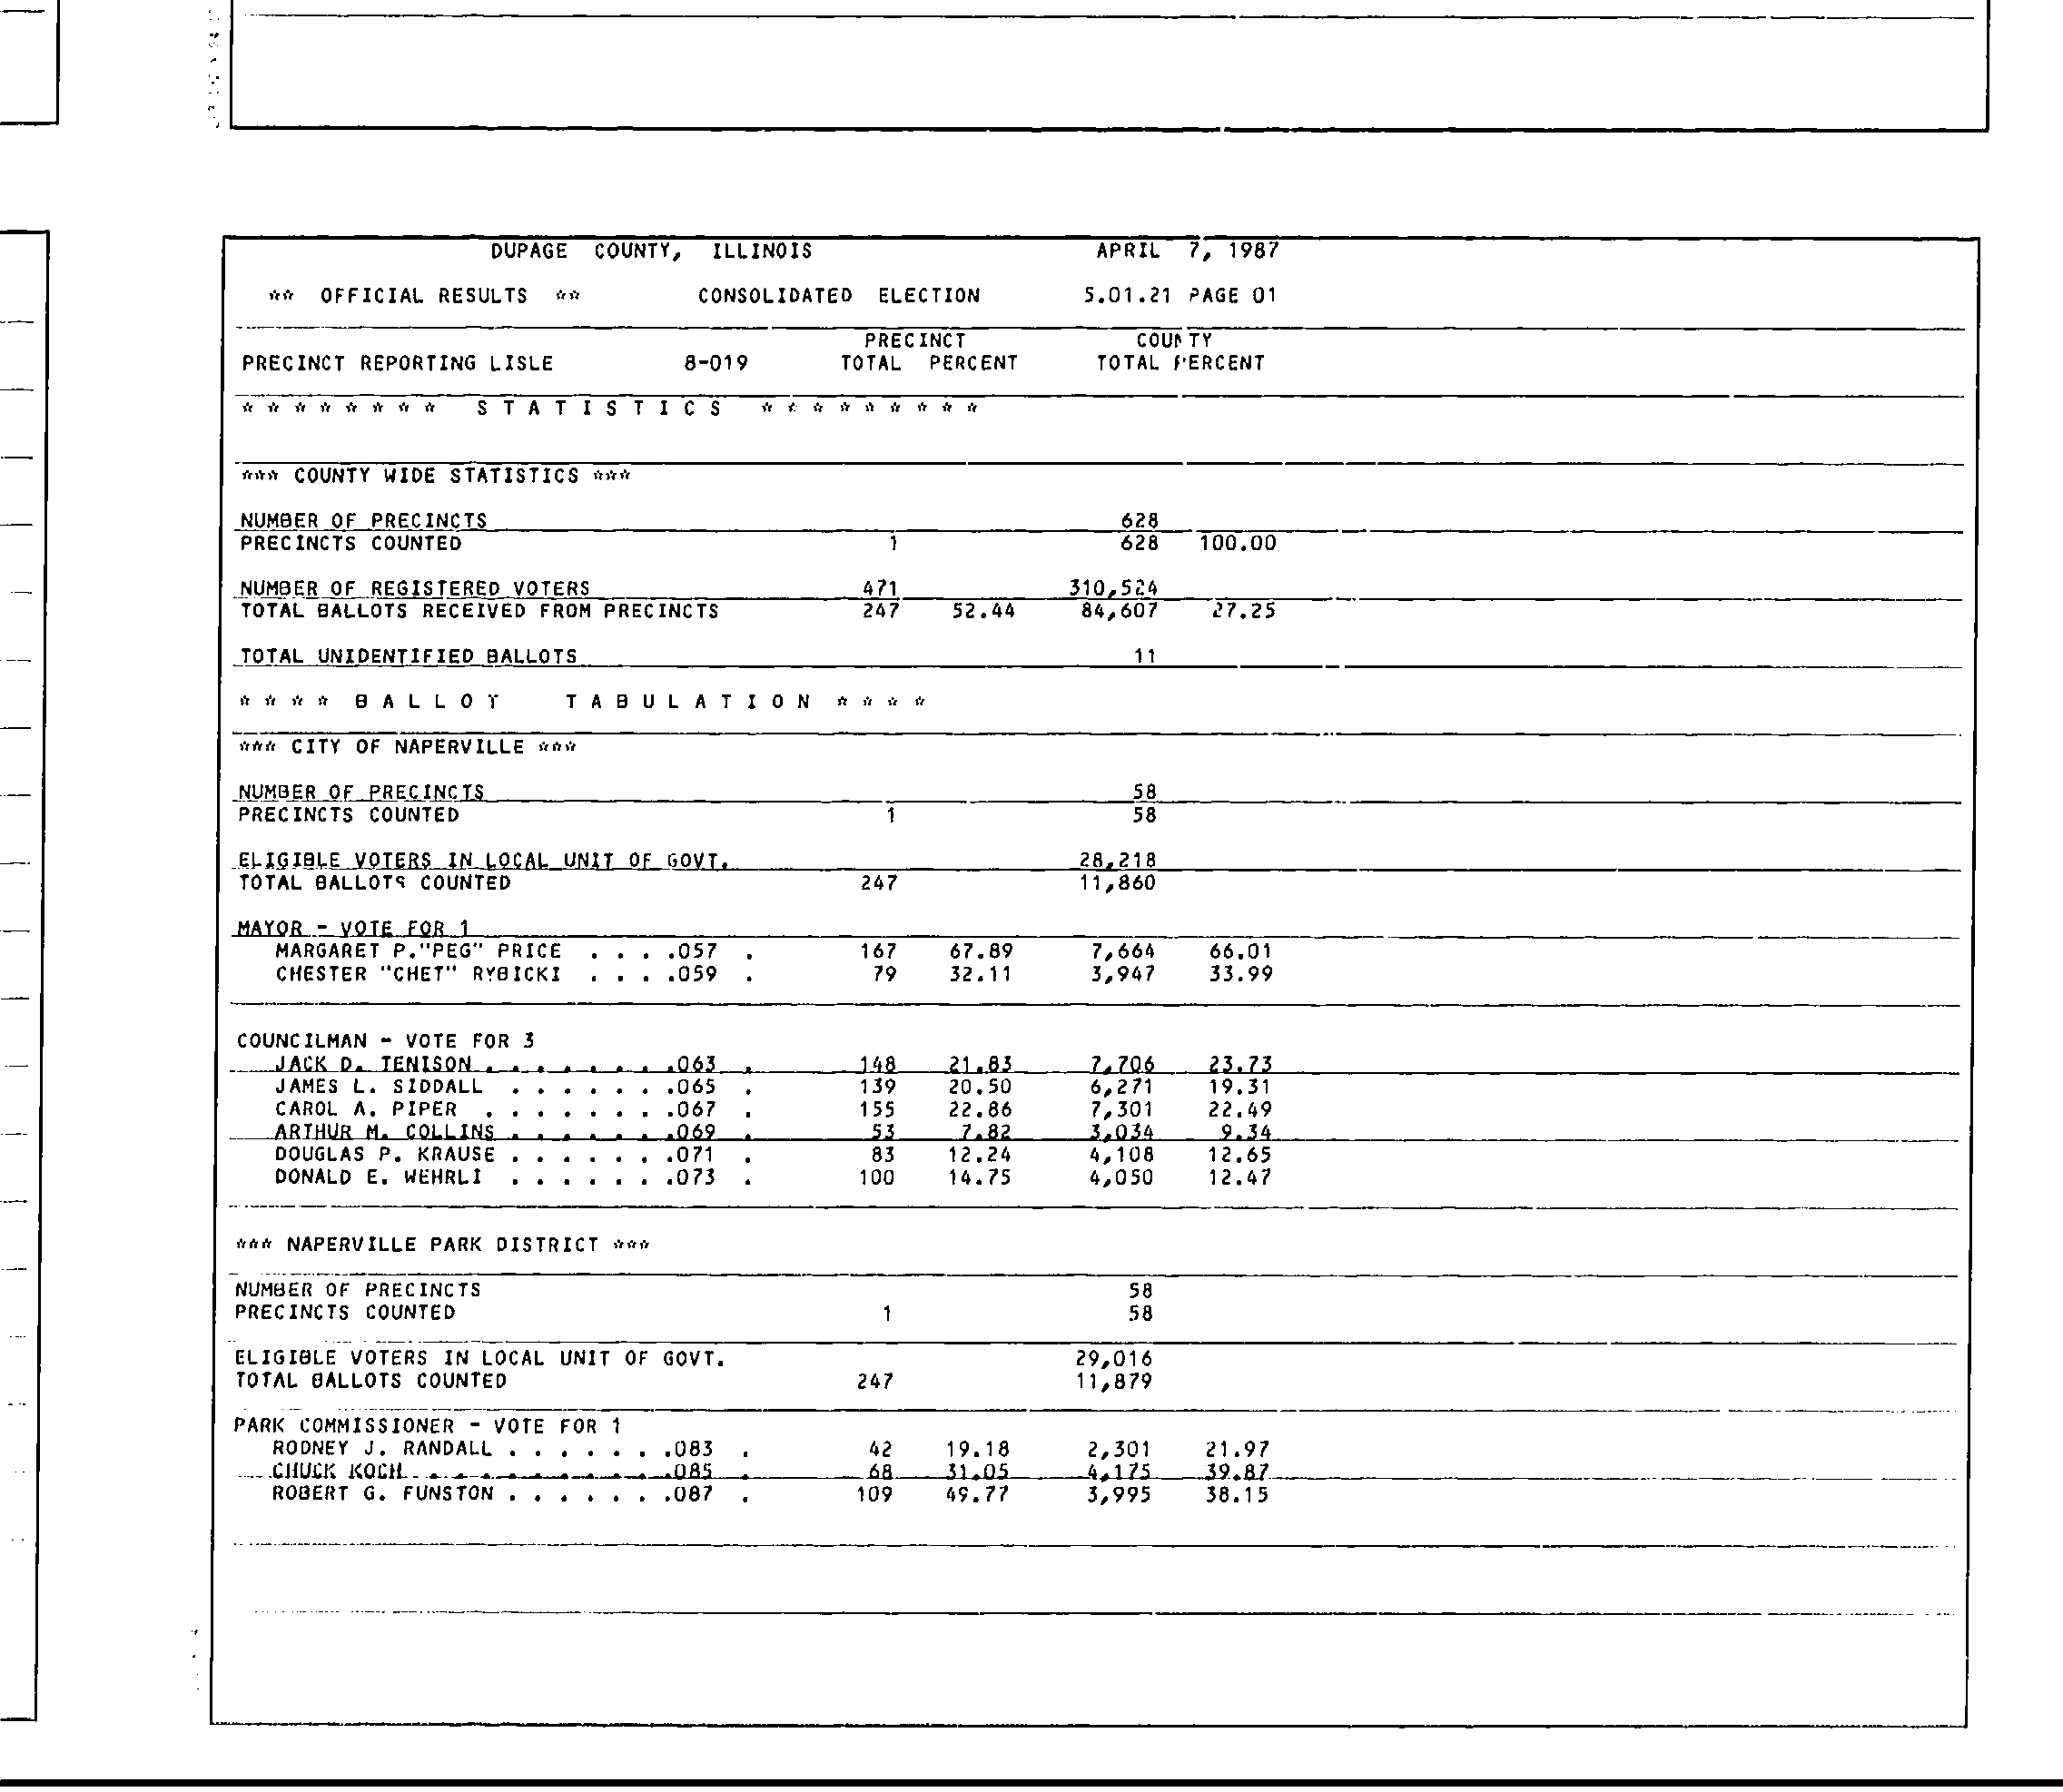 DUPAGE COUNTY, ILLINOIS APRIL 7, 1987
** OFFICIAL RESULTS ** CONSOLIDATED ELECTION 5.01.21 PAGE 01
PRECINCT COUNTY
PRECINCT REPORTING LISLE 8-019 TOTAL PERCENT TOTAL PERCENT
* * * * * * * * S T A T I S T I C S * * * * * * * * *
*** COUNTY WIDE STATISTICS ***
NUMBER OF PRECINCTS 628
PRECINCTS COUNTED 1 628 100.00
NUMBER OF REGISTERED VOTERS 471 310,524
TOTAL BALLOTS RECEIVED FROM PRECINCTS 247 52.44 84,607 27.25
TOTAL UNIDENTIFIED BALLOTS 11
* * * * B A L L O T T A B U L A T I O N * * * *
*** CITY OF NAPERVILLE ***
NUMBER OF PRECINCTS 58
PRECINCTS COUNTED 1 58
ELIGIBLE VOTERS IN LOCAL UNIT OF GOVT. 28,218
TOTAL BALLOTS COUNTED 247 11,860
MAYOR - VOTE FOR 1
MARGARET P."PEG" PRICE . . . .057 . 167 67.89 7,664 66.01
CHESTER "CHET" RYBICKI . . . .059 . 79 32.11 3,947 33.99
COUNCILMAN - VOTE FOR 3
JACK D. TENISON . . . . . . . .063 . 148 21.83 7,706 23.73
JAMES L. SIDDALL . . . . . . .065 . 139 20.50 6,271 19.31
CAROL A. PIPER . . . . . . . .067 . 155 22.86 7,301 22.49
ARTHUR M. COLLINS . . . . . . .069 . 53 7.82 3,034 9.34
DOUGLAS P. KRAUSE . . . . . . .071 . 83 12.24 4,108 12.65
DONALD E. WEHRLI . . . . . . .073 . 100 14.75 4,050 12.47
*** NAPERVILLE PARK DISTRICT ***
NUMBER OF PRECINCTS 58
PRECINCTS COUNTED 1 58
ELIGIBLE VOTERS IN LOCAL UNIT OF GOVT. 29,016
TOTAL BALLOTS COUNTED 247 11,879
PARK COMMISSIONER - VOTE FOR 1
RODNEY J. RANDALL . . . . . . .083 . 42 19.18 2,301 21.97
CHUCK KOCH . . . . . . . . . .085 . 68 31.05 4,175 39.87
ROBERT G. FUNSTON . . . . . . .087 . 109 49.77 3,995 38.15